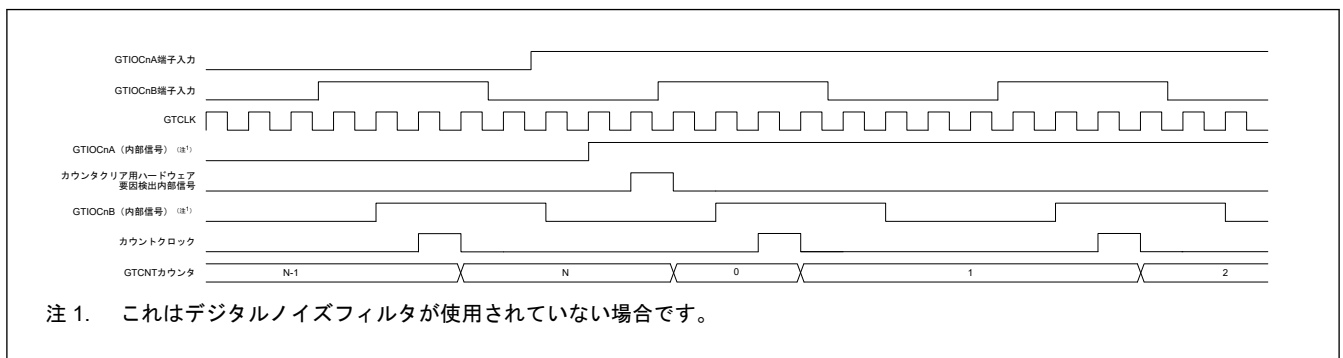 GTIOCnA端子入力
GTIOCnB端子入力
GTCLK
GTIOCnA（内部信号）（注1）
カウンタクリア用ハードウェア
要因検出内部信号
GTIOCnB（内部信号）（注1）
カウントクロック
GTCNTカウンタ N-1 N 0 1 2
注 1. これはデジタルノイズフィルタが使用されていない場合です。